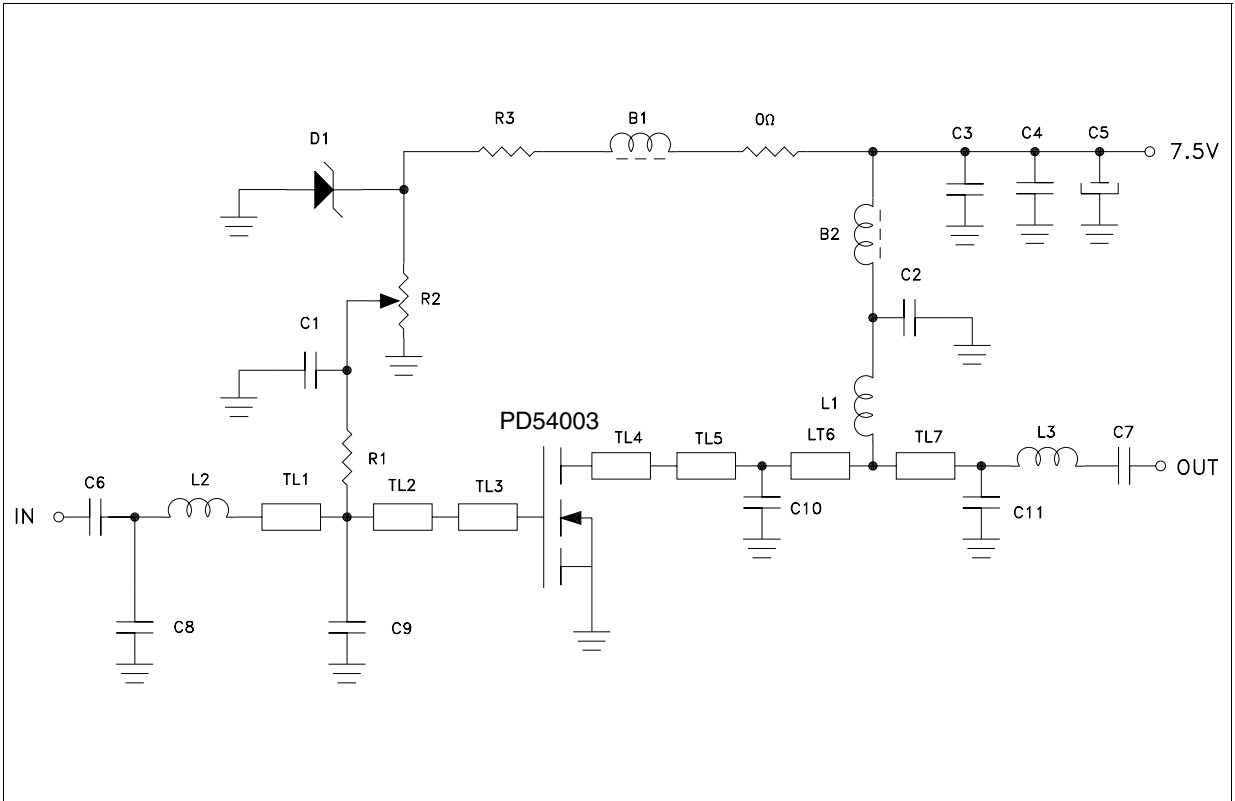 R3
B1
0Ω
C3
C4
C5
7.5V
D1
B2
C2
R2
C1
L1
PD54003
R1
TL4
TL5
LT6
TL7
L3
C7
OUT
C6
L2
TL1
TL2
TL3
IN
C10
C11
C8
C9